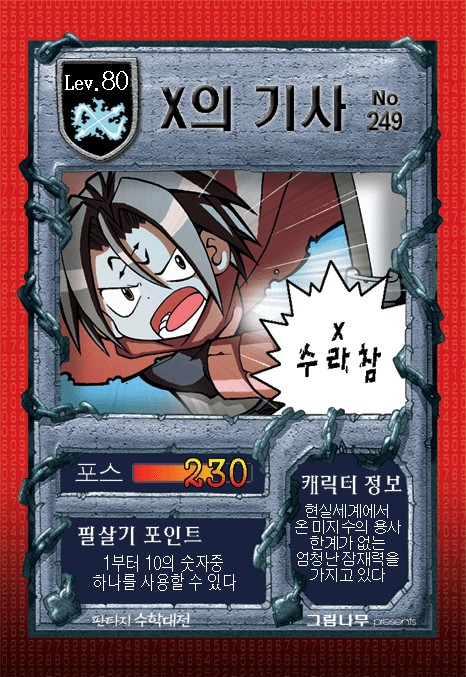 Lev.80
X의 기사
No
249
X
수라참
포스 230
필살기 포인트
1부터 10의 숫자중
하나를 사용할 수 있다
캐릭터 정보
현실세계에서
온 미지수의 용사
한계가 없는
엄청난 잠재력을
가지고 있다
판타지 수학대전
그림나무 presents